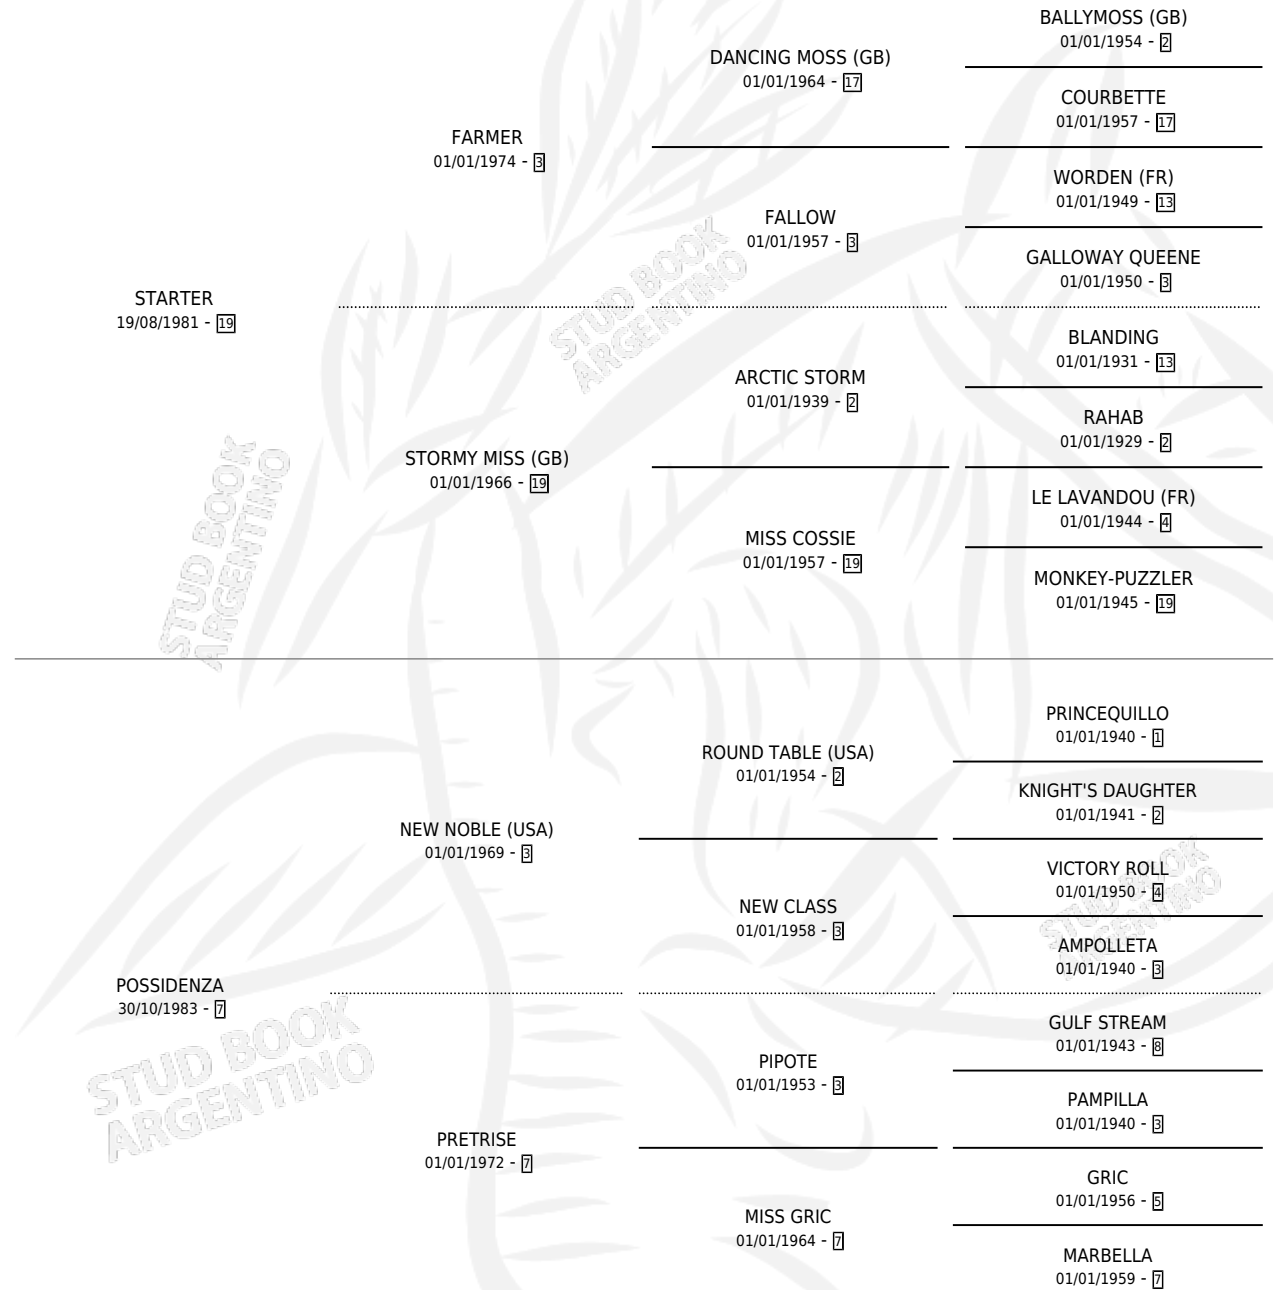 BALLYMOSS (GB)
01/01/1954 - 2
DANCING MOSS (GB)
01/01/1964 - 17
COURBETTE
01/01/1957 - 17
FARMER
01/01/1974 - 3
WORDEN (FR)
01/01/1949 - 13
FALLOW
01/01/1957 - 3
GALLOWAY QUEENE
01/01/1950 - 3
STARTER
19/08/1981 - 19
BLANDING
01/01/1931 - 13
ARCTIC STORM
01/01/1939 - 2
RAHAB
01/01/1929 - 2
STORMY MISS (GB)
01/01/1966 - 19
LE LAVANDOU (FR)
01/01/1944 - 4
MISS COSSIE
01/01/1957 - 19
MONKEY-PUZZLER
01/01/1945 - 19
PRINCEQUILLO
01/01/1940 - 1
ROUND TABLE (USA)
01/01/1954 - 2
KNIGHT'S DAUGHTER
01/01/1941 - 2
NEW NOBLE (USA)
01/01/1969 - 3
VICTORY ROLL
01/01/1950 - 4
NEW CLASS
01/01/1958 - 3
AMPOLLETA
01/01/1940 - 3
POSSIDENZA
30/10/1983 - 7
GULF STREAM
01/01/1943 - 8
PIPOTE
01/01/1953 - 3
PAMPILLA
01/01/1940 - 3
PRETRISE
01/01/1972 - 7
GRIC
01/01/1956 - 5
MISS GRIC
01/01/1964 - 7
MARBELLA
01/01/1959 - 7
STUD BOOK
ARGENTINO
STUD BOOK
ARGENTINO
STUD BOOK
ARGENTINO
STUD BOOK
ARGENTINO